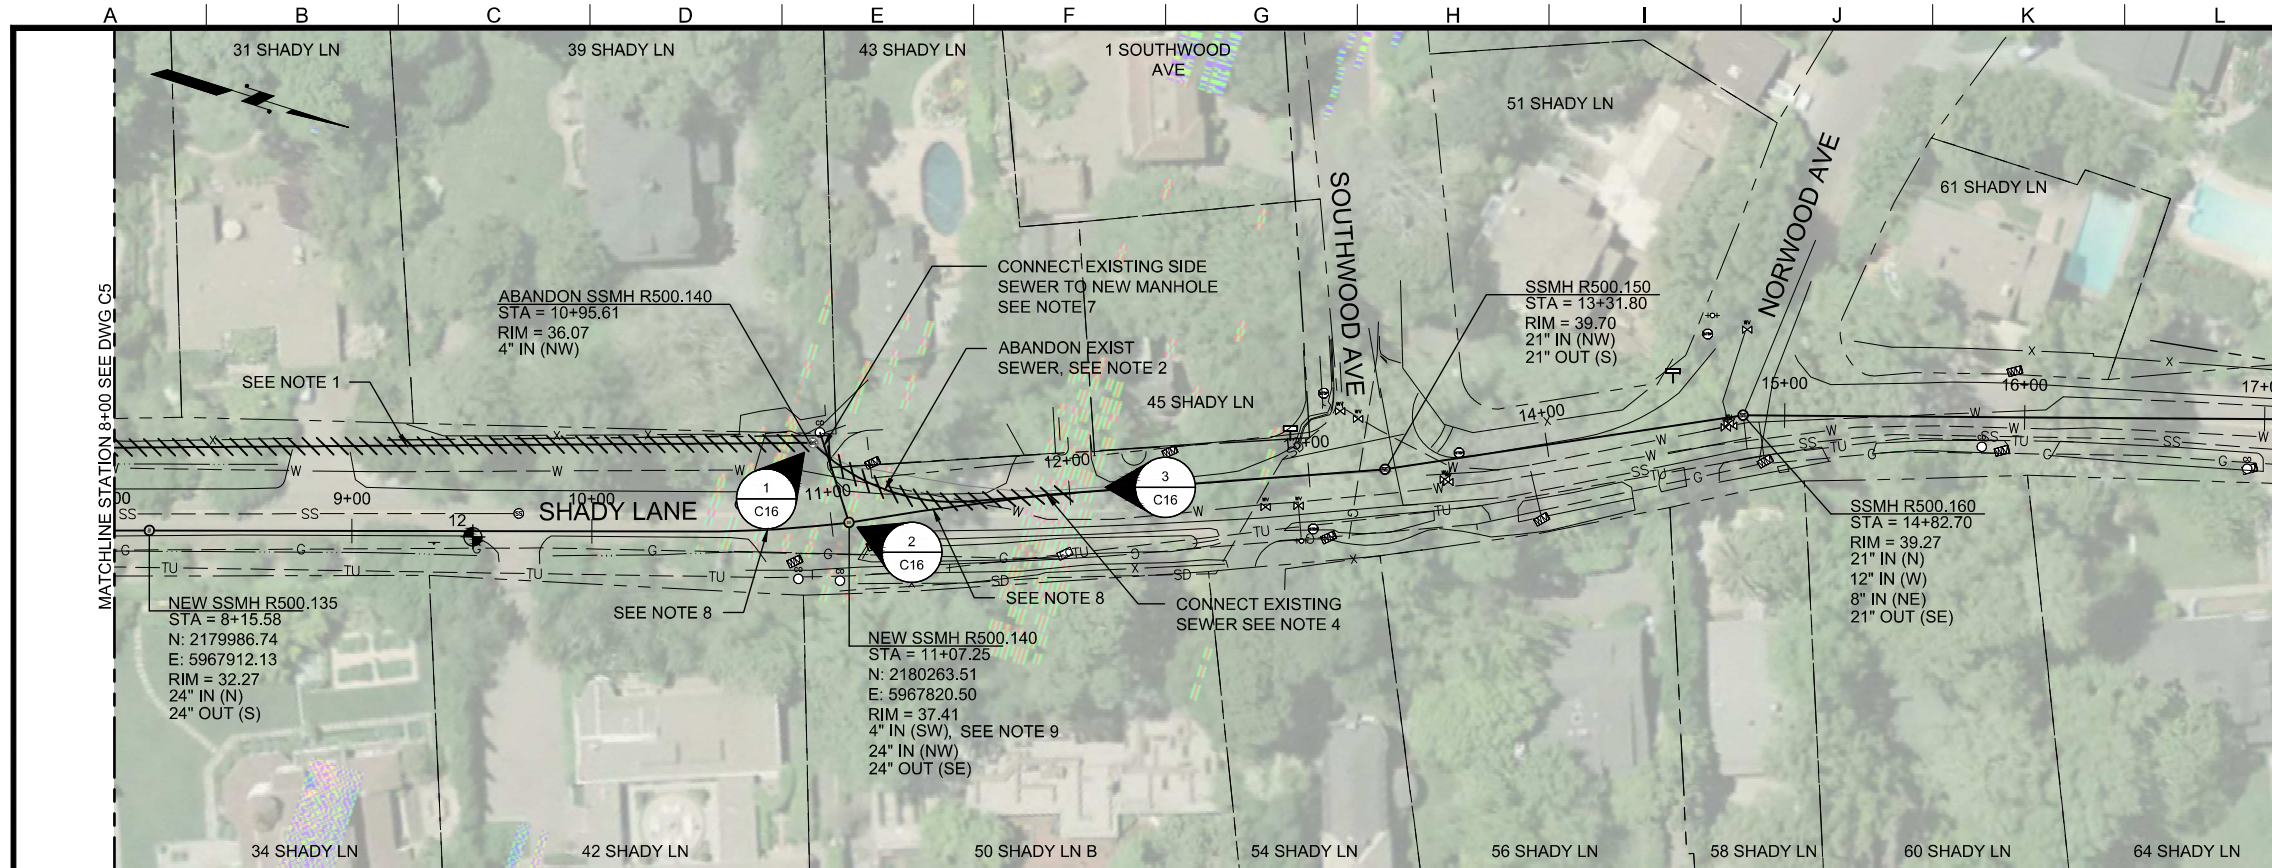 A B C D E F G H I J K L
31 SHADY LN
39 SHADY LN
43 SHADY LN
1 SOUTHWOOD
AVE
51 SHADY LN
61 SHADY LN
SOUTHWOOD AVE
NORWOOD AVE
MATCHLINE STATION 8+00 SEE DWG C5
ABANDON SSMH R500.140
STA = 10+95.61
RIM = 36.07
4" IN (NW)
SEE NOTE 1
CONNECT EXISTING SIDE
SEWER TO NEW MANHOLE
SEE NOTE 7
ABANDON EXIST
SEWER, SEE NOTE 2
45 SHADY LN
SSMH R500.150
STA = 13+31.80
RIM = 39.70
21" IN (NW)
21" OUT (S)
00
9+00
10+00
11+00
12+00
13+00
14+00
15+00
16+00
17+0
12
SHADY LANE
1
C16
2
C16
3
C16
NEW SSMH R500.135
STA = 8+15.58
N: 2179986.74
E: 5967912.13
RIM = 32.27
24" IN (N)
24" OUT (S)
SEE NOTE 8
NEW SSMH R500.140
STA = 11+07.25
N: 2180263.51
E: 5967820.50
RIM = 37.41
4" IN (SW), SEE NOTE 9
24" IN (NW)
24" OUT (SE)
SEE NOTE 8
CONNECT EXISTING
SEWER SEE NOTE 4
SSMH R500.160
STA = 14+82.70
RIM = 39.27
21" IN (N)
12" IN (W)
8" IN (NE)
21" OUT (SE)
34 SHADY LN
42 SHADY LN
50 SHADY LN B
54 SHADY LN
56 SHADY LN
58 SHADY LN
60 SHADY LN
64 SHADY LN